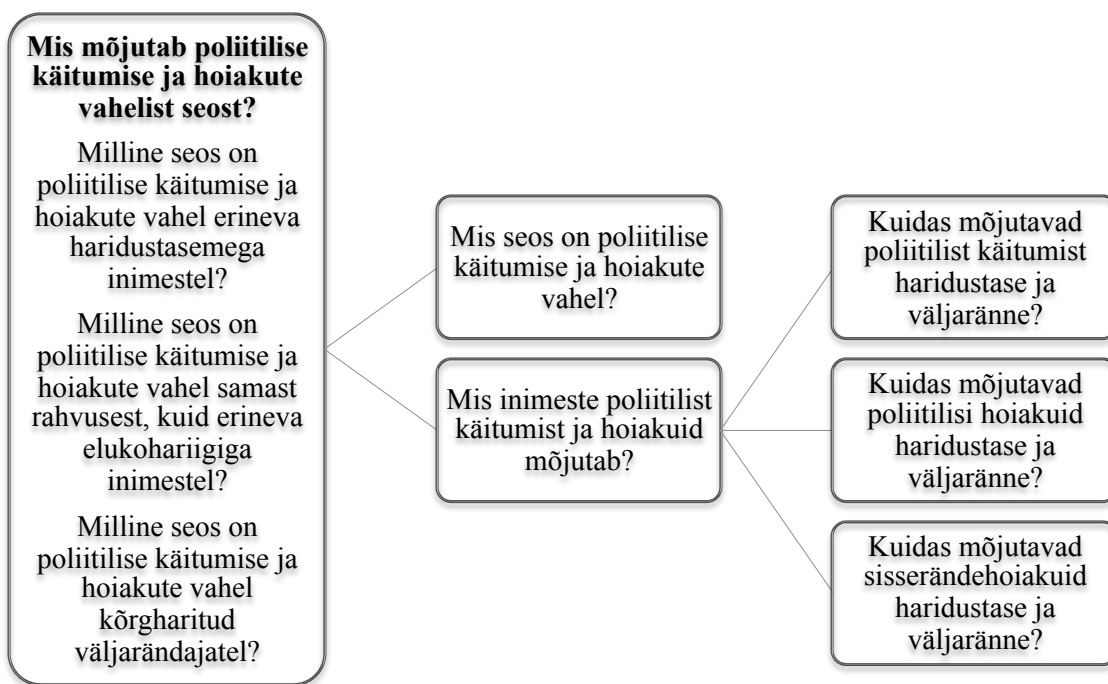 Mis mõjutab poliitilise
käitumise ja hoiakute
vahelist seost?
Milline seos on
poliitilise käitumise ja
hoiakute vahel erineva
haridustasemega
inimestel?
Milline seos on
poliitilise käitumise ja
hoiakute vahel samast
rahvusest, kuid erineva
elukohariigiga
inimestel?
Milline seos on
poliitilise käitumise ja
hoiakute vahel
kõrgharitud
väljarändajatel?
Mis seos on poliitilise
käitumise ja hoiakute
vahel?
Mis inimeste poliitilist
käitumist ja hoiakuid
mõjutab?
Kuidas mõjutavad
poliitilist käitumist
haridustase ja
väljaränne?
Kuidas mõjutavad
poliitilisi hoiakuid
haridustase ja
väljaränne?
Kuidas mõjutavad
sisserändehoiakuid
haridustase ja
väljaränne?